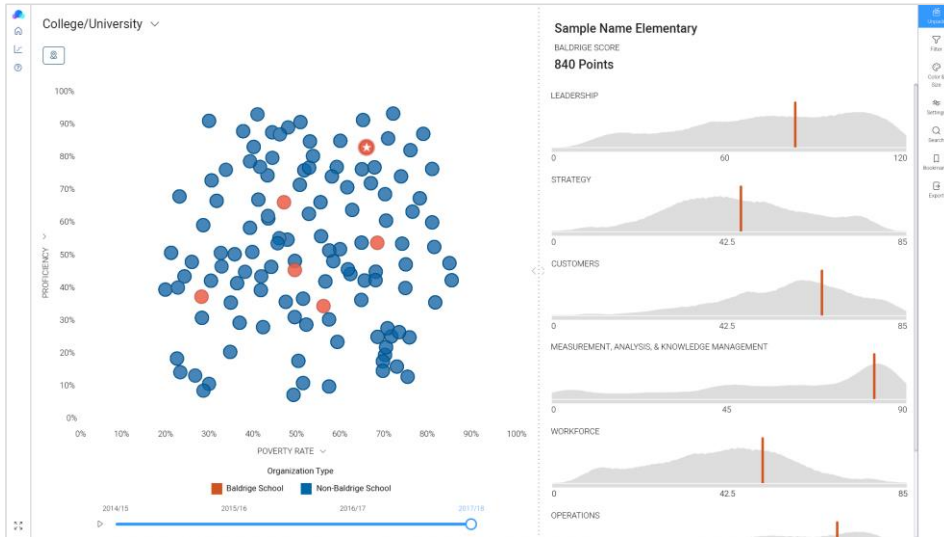 College/University
100%
90%
80%
70%
60%
50%
40%
30%
20%
10%
0%
PROFICIENCY
0% 10% 20% 30% 40% 50% 60% 70% 80% 90% 100%
POVERTY RATE
Organization Type
Baldrige School Non-Baldrige School
2014/15 2015/16 2016/17 2017/18
Sample Name Elementary
BALDRIGE SCORE
840 Points
LEADERSHIP
0 60 120
STRATEGY
0 42.5 85
CUSTOMERS
0 42.5 85
MEASUREMENT, ANALYSIS, & KNOWLEDGE MANAGEMENT
0 45 90
WORKFORCE
0 42.5 85
OPERATIONS
Filter
Color &
Size
Settings
Search
Bookmark
Export